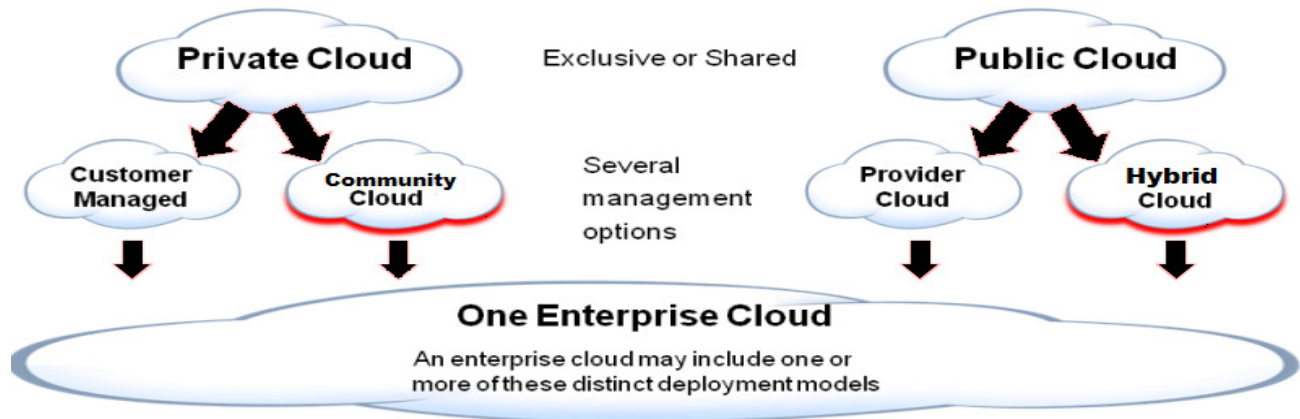 Private Cloud
Exclusive or Shared
Public Cloud
Customer
Managed
Community
Cloud
Several
management
options
Provider
Cloud
Hybrid
Cloud
One Enterprise Cloud
An enterprise cloud may include one or
more of these distinct deployment models